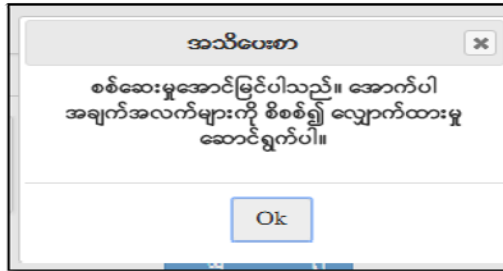 အသိပေးစာ
စစ်ဆေးမှုအောင်မြင်ပါသည်။ အောက်ပါ
အချက်အလက်များကို စိစစ်၍ လျှောက်ထားမှု
ဆောင်ရွက်ပါ။
Ok